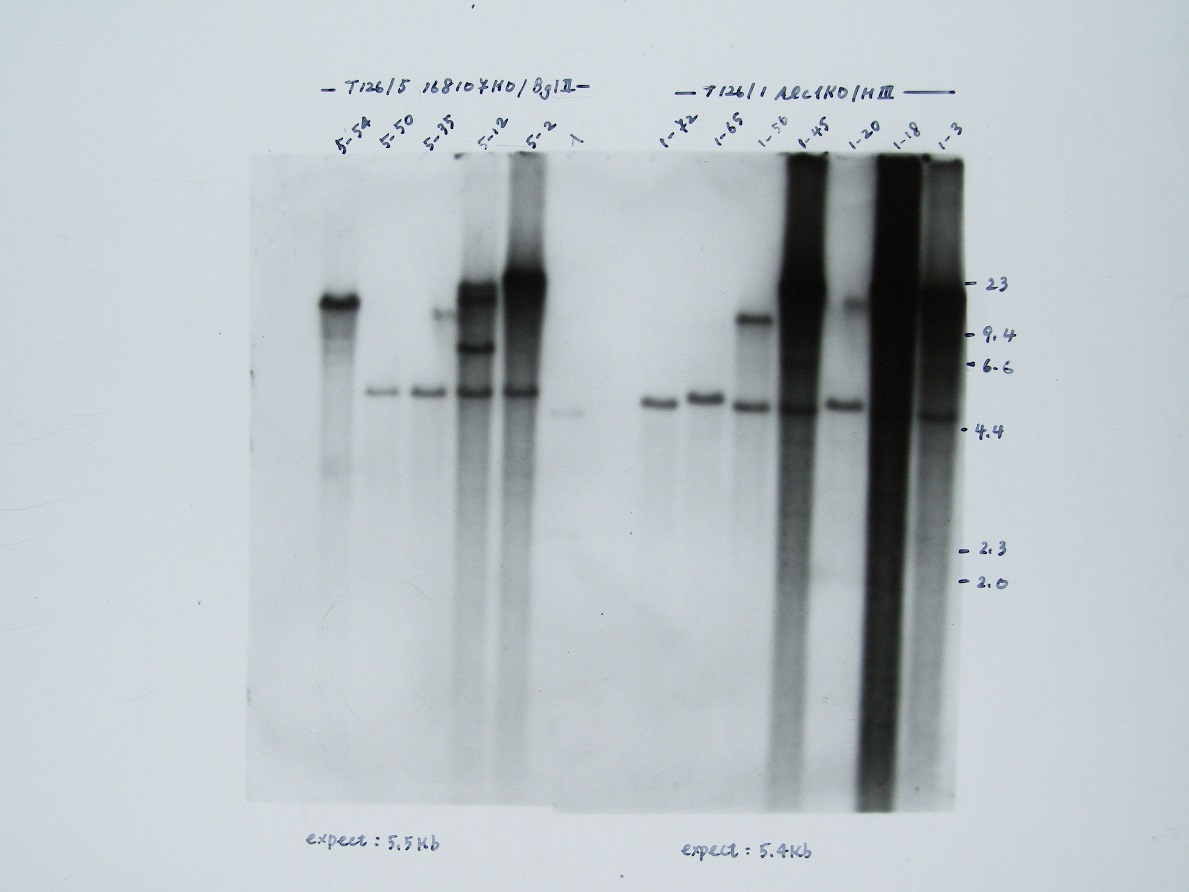 — T126/5 168107KO/BglII —
— T126/1 Alc1KO/HIII —
5-54 5-50 5-35 5-12 5-2 λ
1-72 1-65 1-56 1-45 1-20 1-18 1-3
- 23
- 9.4
- 6.6
- 4.4
- 2.3
- 2.0
expect : 5.5Kb
expect : 5.4Kb